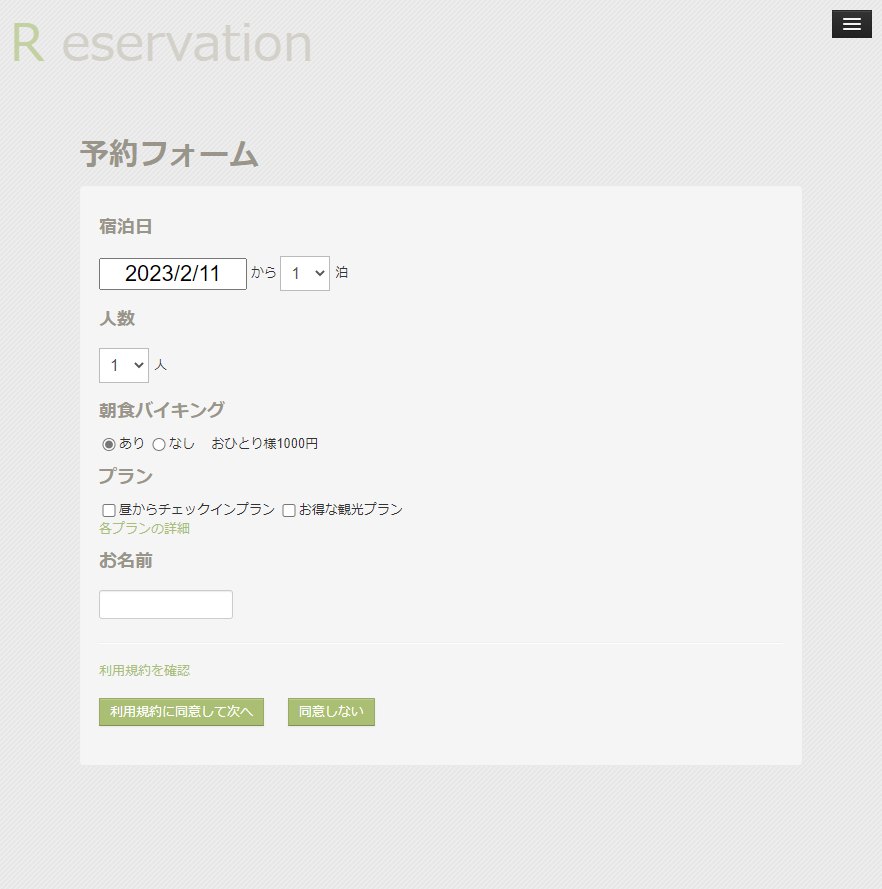 R eservation
予約フォーム
宿泊日
2023/2/11 から 1 泊
人数
1 人
朝食バイキング
あり なし おひとり様1000円
プラン
昼からチェックインプラン お得な観光プラン
各プランの詳細
お名前
利用規約を確認
利用規約に同意して次へ 同意しない